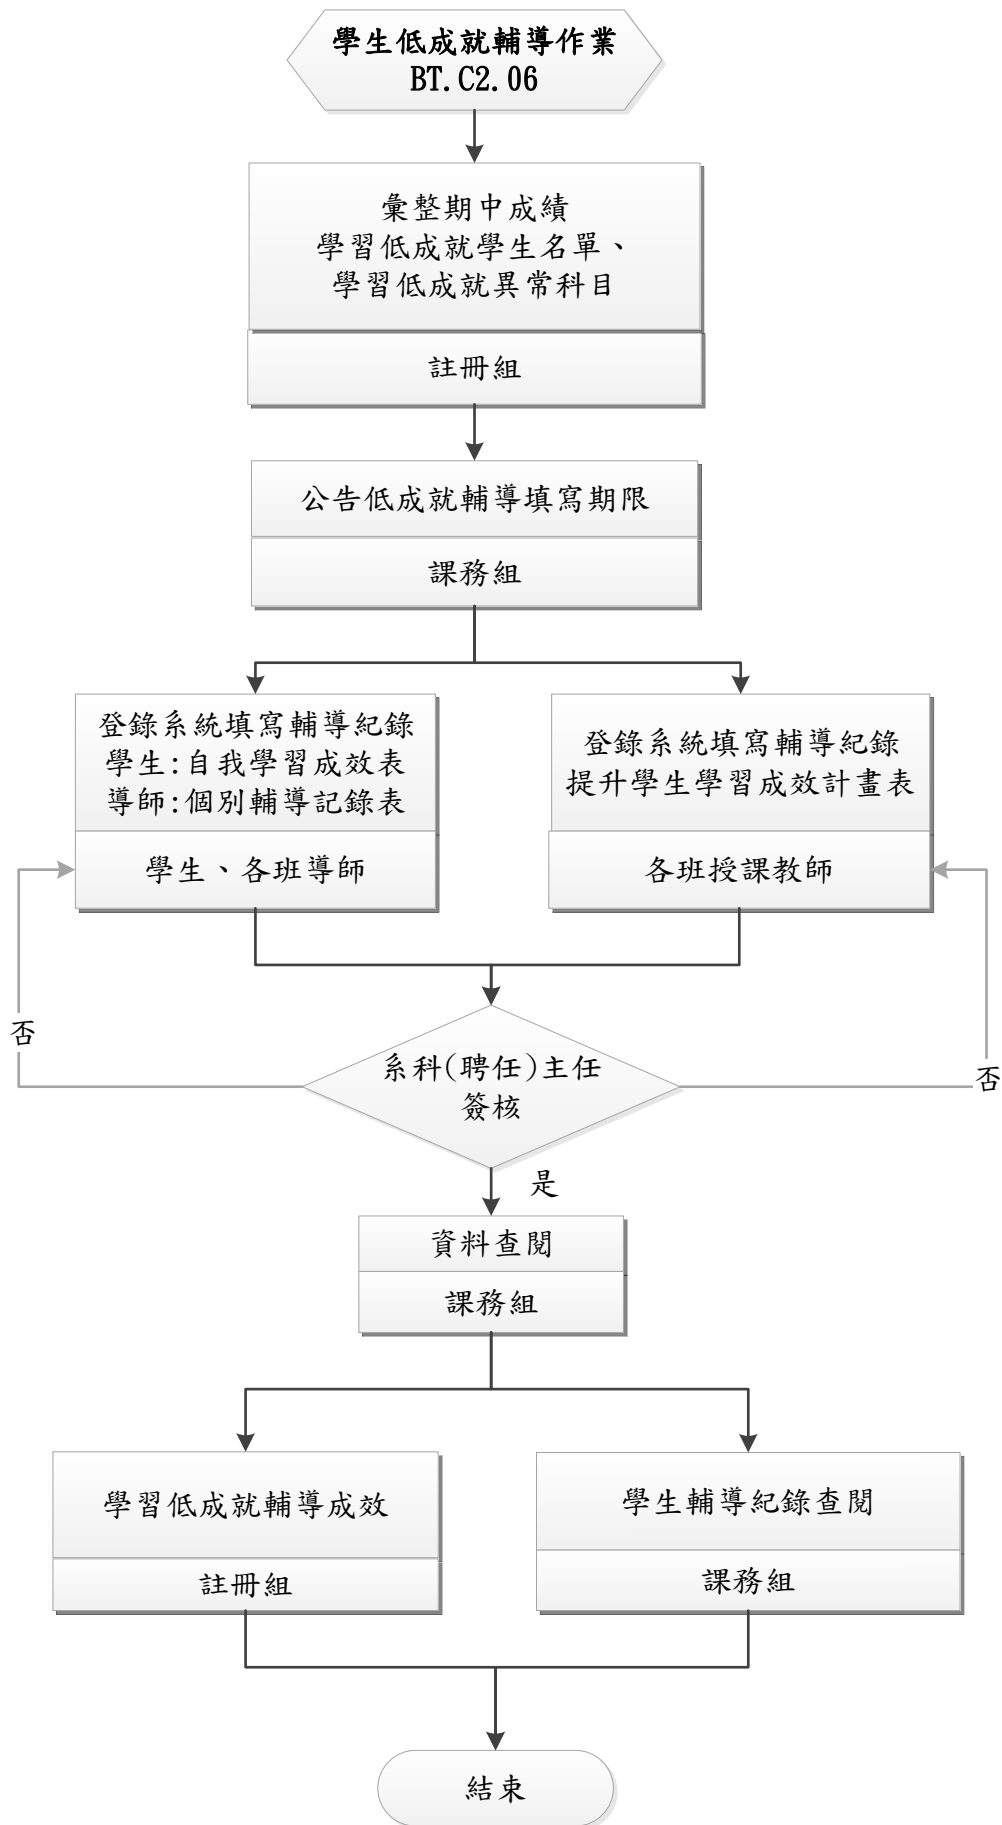 學生低成就輔導作業
BT.C2.06
彙整期中成績
學習低成就學生名單、
學習低成就異常科目
註冊組
公告低成就輔導填寫期限
課務組
登錄系統填寫輔導紀錄
學生:自我學習成效表
導師:個別輔導記錄表
學生、各班導師
登錄系統填寫輔導紀錄
提升學生學習成效計畫表
各班授課教師
否
系科(聘任)主任
簽核
否
是
資料查閱
課務組
學習低成就輔導成效
註冊組
學生輔導紀錄查閱
課務組
結束